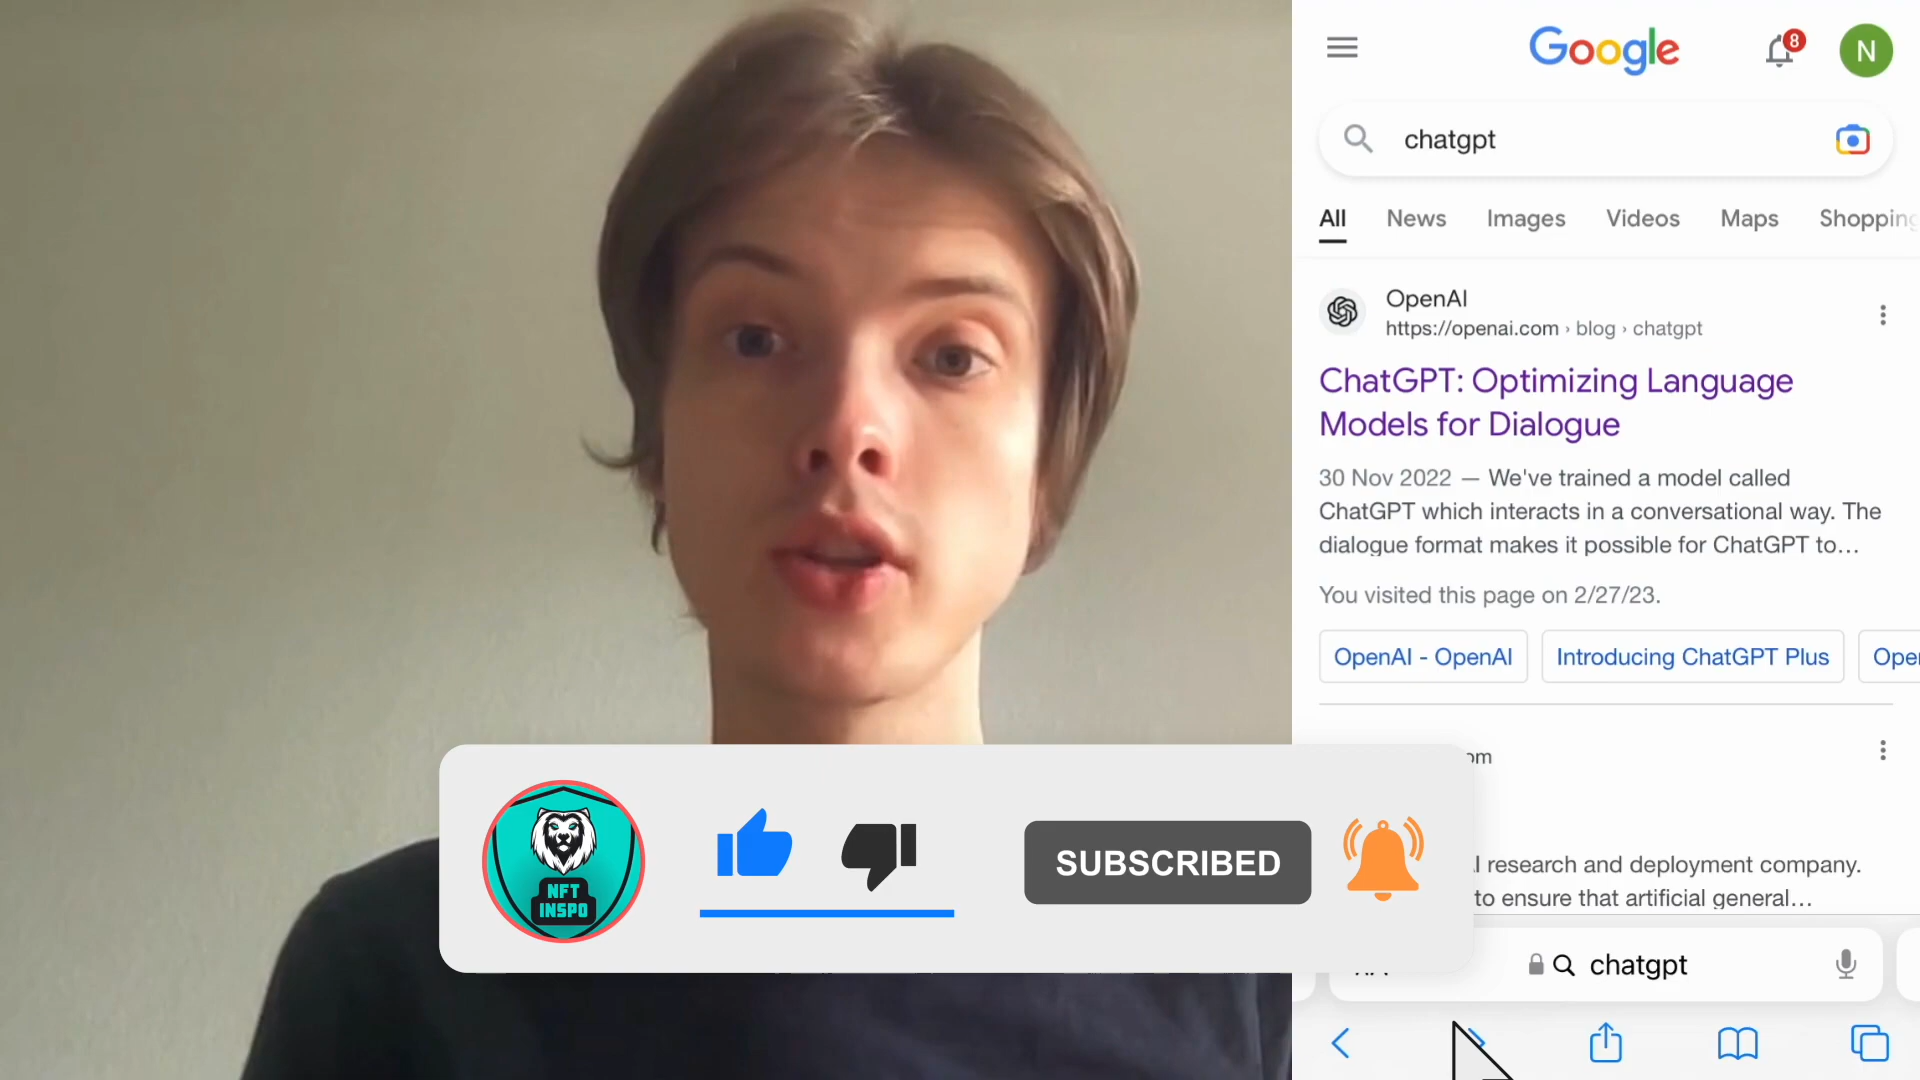 Google
8
N
chatgpt
All News Images Videos Maps Shopping
OpenAI
https://openai.com › blog › chatgpt
ChatGPT: Optimizing Language
Models for Dialogue
30 Nov 2022 — We've trained a model called
ChatGPT which interacts in a conversational way. The
dialogue format makes it possible for ChatGPT to...
You visited this page on 2/27/23.
OpenAI - OpenAI
Introducing ChatGPT Plus
NFT
INSPO
SUBSCRIBED
research and deployment company.
to ensure that artificial general...
chatgpt